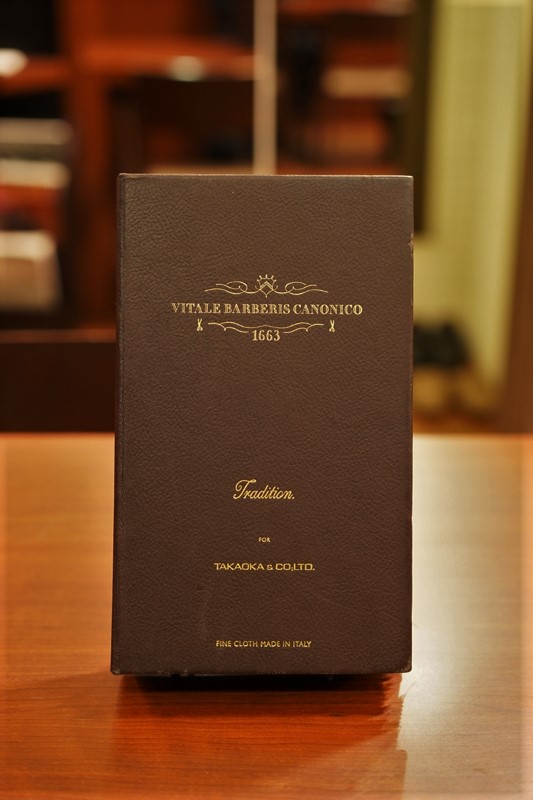 VITALE BARBERIS CANONICO
1663
Tradition.
FOR
TAKAOKA & CO,LTD.
FINE CLOTH MADE IN ITALY